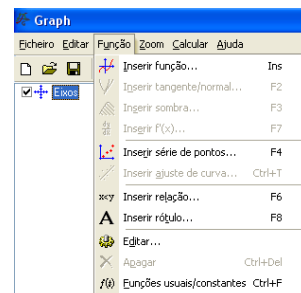 Graph
Ficheiro Editar Função Zoom Calcular Ajuda
Eixos
Inserir função... Ins
Inserir tangente/normal... F2
Inserir sombra... F3
Inserir f'(x)... F7
Inserir série de pontos... F4
Inserir ajuste de curva... Ctrl+T
x<y Inserir relação... F6
A Inserir rótulo... F8
Editar...
Apagar Ctrl+Del
f(x) Funções usuais/constantes Ctrl+F